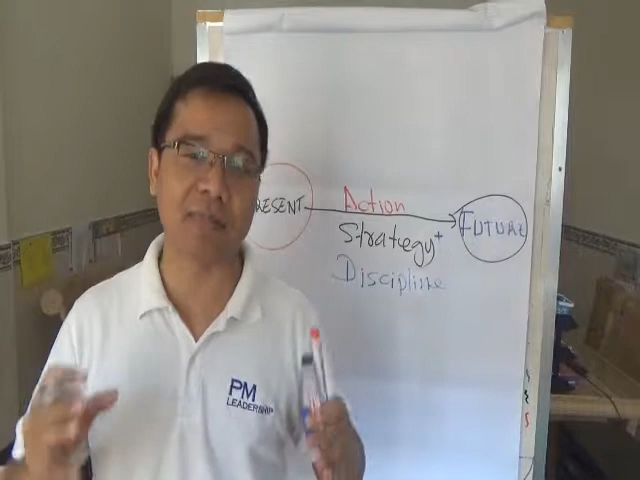 RESENT
Action
Strategy +
Discipline
FUTURE
PM
LEADERSHIP